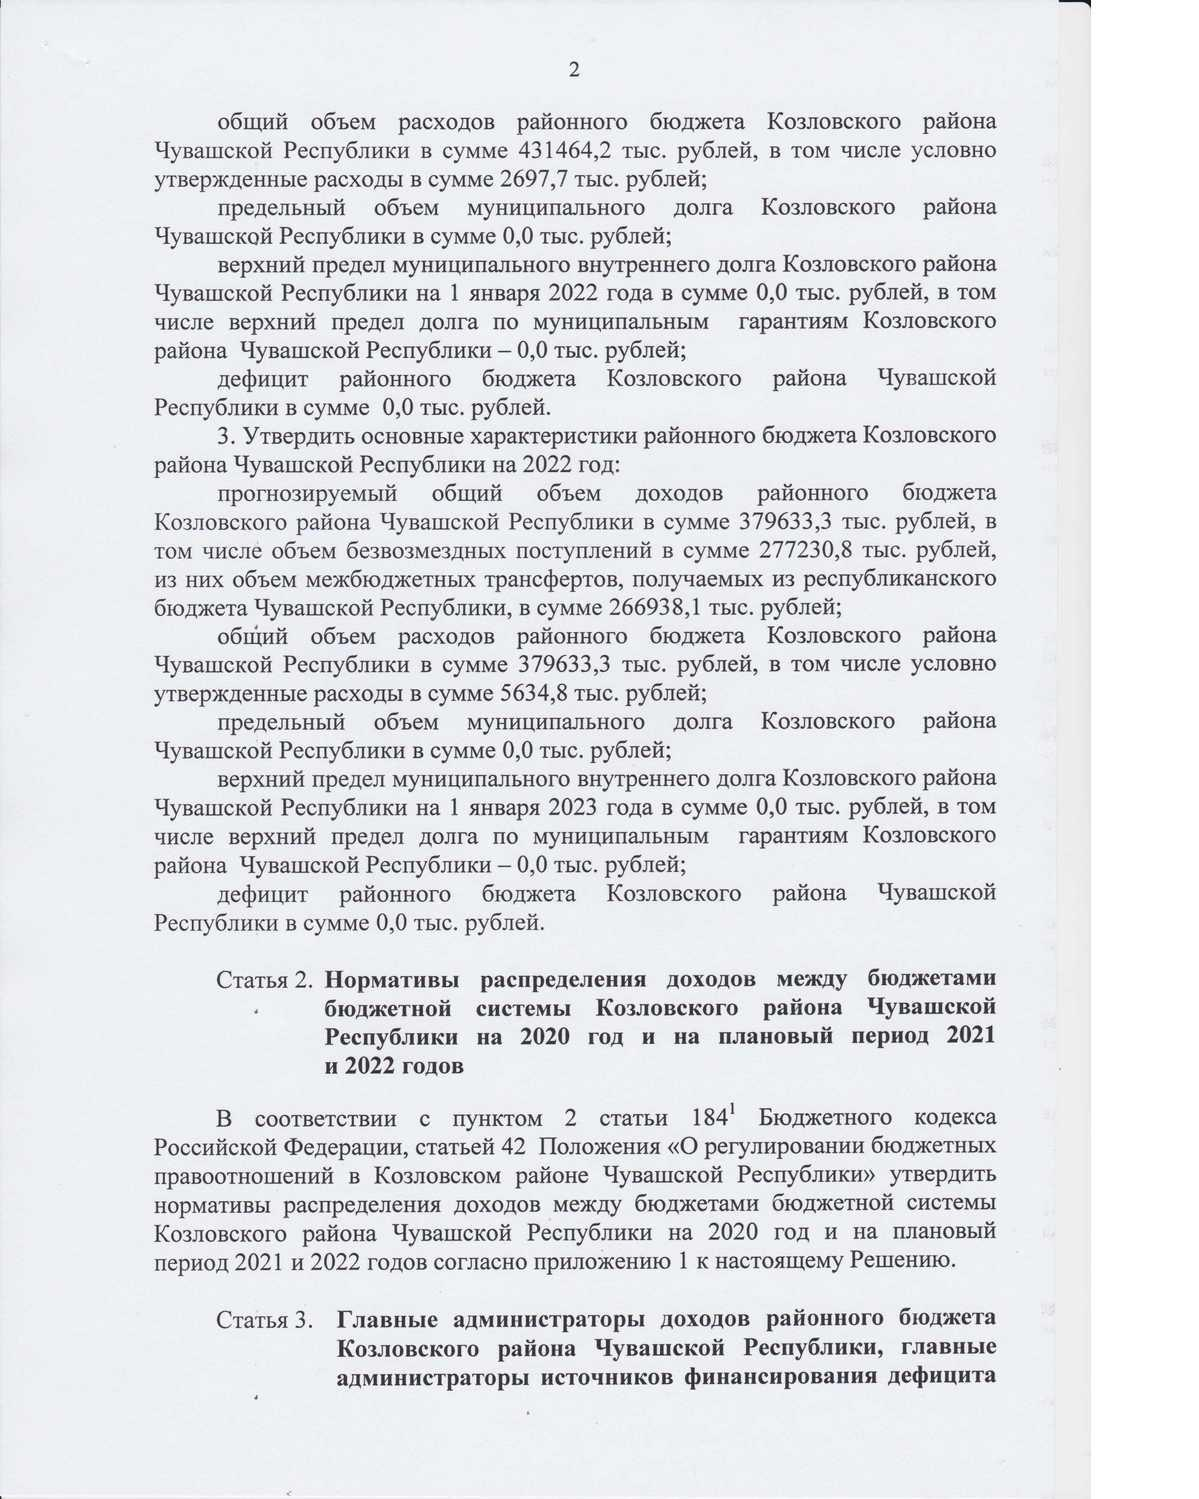 2
общий объем расходов районного бюджета Козловского района
Чувашской Республики в сумме 431464,2 тыс. рублей, в том числе условно
утвержденные расходы в сумме 2697,7 тыс. рублей;
предельный объем муниципального долга Козловского района
Чувашской Республики в сумме 0,0 тыс. рублей;
верхний предел муниципального внутреннего долга Козловского района
Чувашской Республики на 1 января 2022 года в сумме 0,0 тыс. рублей, в том
числе верхний предел долга по муниципальным гарантиям Козловского
района Чувашской Республики – 0,0 тыс. рублей;
дефицит районного бюджета Козловского района Чувашской
Республики в сумме 0,0 тыс. рублей.
3. Утвердить основные характеристики районного бюджета Козловского
района Чувашской Республики на 2022 год:
прогнозируемый общий объем доходов районного бюджета
Козловского района Чувашской Республики в сумме 379633,3 тыс. рублей, в
том числе объем безвозмездных поступлений в сумме 277230,8 тыс. рублей,
из них объем межбюджетных трансфертов, получаемых из республиканского
бюджета Чувашской Республики, в сумме 266938,1 тыс. рублей;
общий объем расходов районного бюджета Козловского района
Чувашской Республики в сумме 379633,3 тыс. рублей, в том числе условно
утвержденные расходы в сумме 5634,8 тыс. рублей;
предельный объем муниципального долга Козловского района
Чувашской Республики в сумме 0,0 тыс. рублей;
верхний предел муниципального внутреннего долга Козловского района
Чувашской Республики на 1 января 2023 года в сумме 0,0 тыс. рублей, в том
числе верхний предел долга по муниципальным гарантиям Козловского
района Чувашской Республики – 0,0 тыс. рублей;
дефицит районного бюджета Козловского района Чувашской
Республики в сумме 0,0 тыс. рублей.
Статья 2. Нормативы распределения доходов между бюджетами
бюджетной системы Козловского района Чувашской
Республики на 2020 год и на плановый период 2021
и 2022 годов
В соответствии с пунктом 2 статьи 184¹ Бюджетного кодекса
Российской Федерации, статьей 42 Положения «О регулировании бюджетных
правоотношений в Козловском районе Чувашской Республики» утвердить
нормативы распределения доходов между бюджетами бюджетной системы
Козловского района Чувашской Республики на 2020 год и на плановый
период 2021 и 2022 годов согласно приложению 1 к настоящему Решению.
Статья 3. Главные администраторы доходов районного бюджета
Козловского района Чувашской Республики, главные
администраторы источников финансирования дефицита